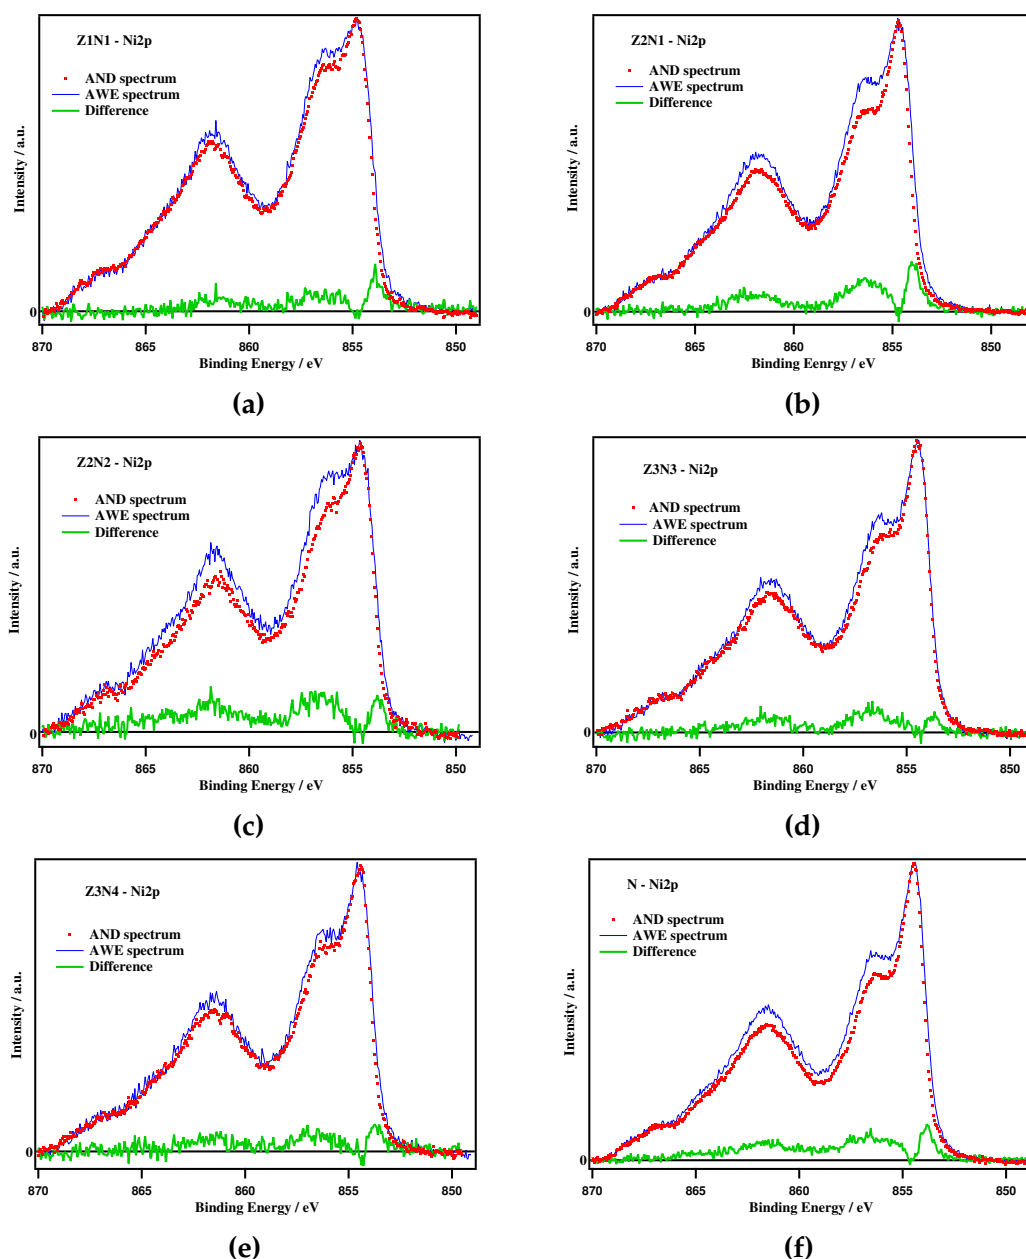 Z1N1 - Ni2p
AND spectrum
AWE spectrum
Difference
Intensity / a.u.
0
870 865 860 855 850
Binding Energy / eV
(a)
Z2N1 - Ni2p
AND spectrum
AWE spectrum
Difference
Intensity / a.u.
0
870 860 850
Binding Energy / eV
(b)
Z2N2 - Ni2p
AND spectrum
AWE spectrum
Difference
Intensity / a.u.
0
870 865 860 855 850
Binding Energy / eV
(c)
Z3N3 - Ni2p
AND spectrum
AWE spectrum
Difference
Intensity / a.u.
0
870 865 860 855 850
Binding Energy / eV
(d)
Z3N4 - Ni2p
AND spectrum
AWE spectrum
Difference
Intensity / a.u.
0
870 865 860 855 850
Binding Energy / eV
(e)
N - Ni2p
AND spectrum
AWE spectrum
Difference
Intensity / a.u.
0
870 865 860 855 850
Binding Energy / eV
(f)